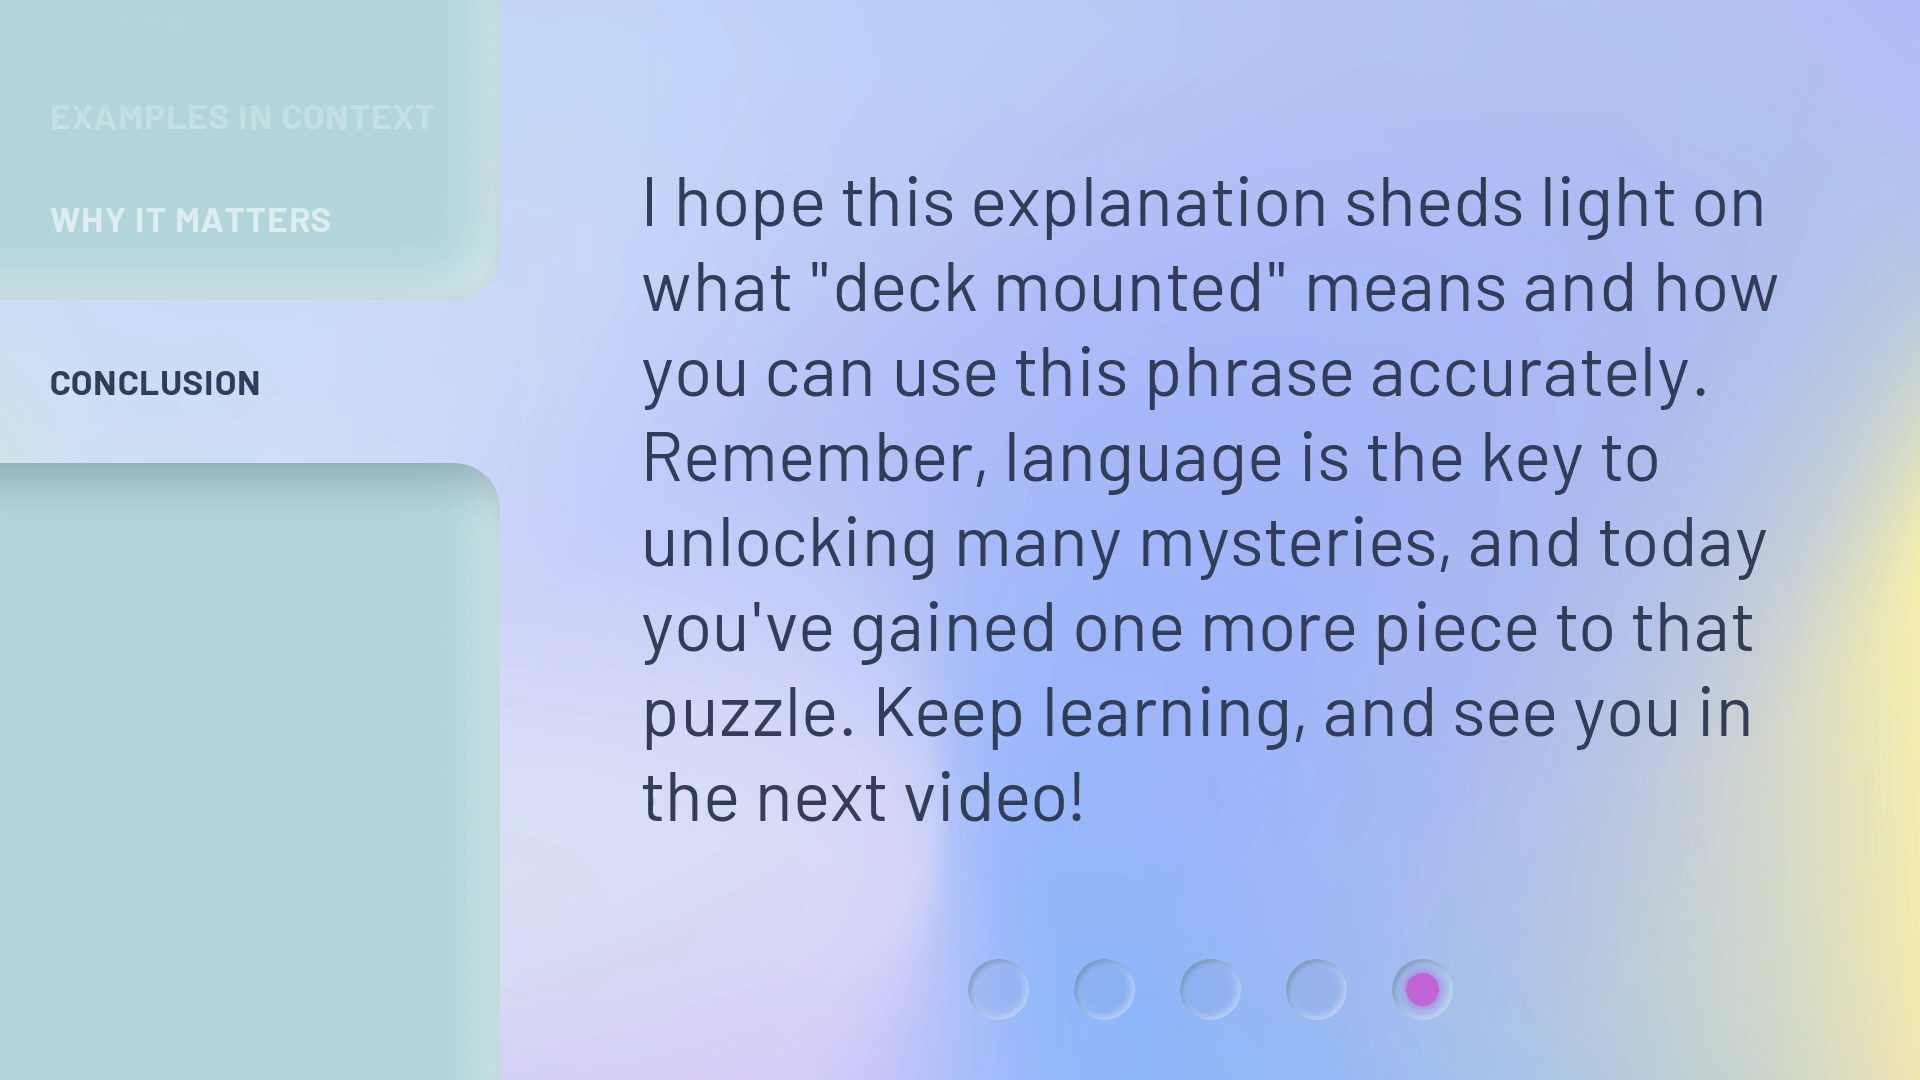 EXAMPLES IN CONTEXT
WHY IT MATTERS
CONCLUSION
I hope this explanation sheds light on
what "deck mounted" means and how
you can use this phrase accurately.
Remember, language is the key to
unlocking many mysteries, and today
you've gained one more piece to that
puzzle. Keep learning, and see you in
the next video!